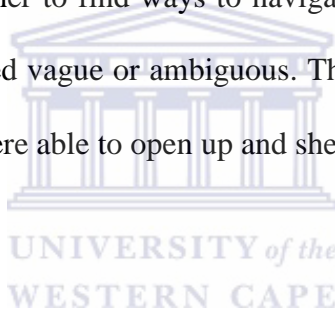 to find ways to naviga
ed vague or ambiguous. Th
ere able to open up and she
UNIVERSITY of the
WESTERN CAPE